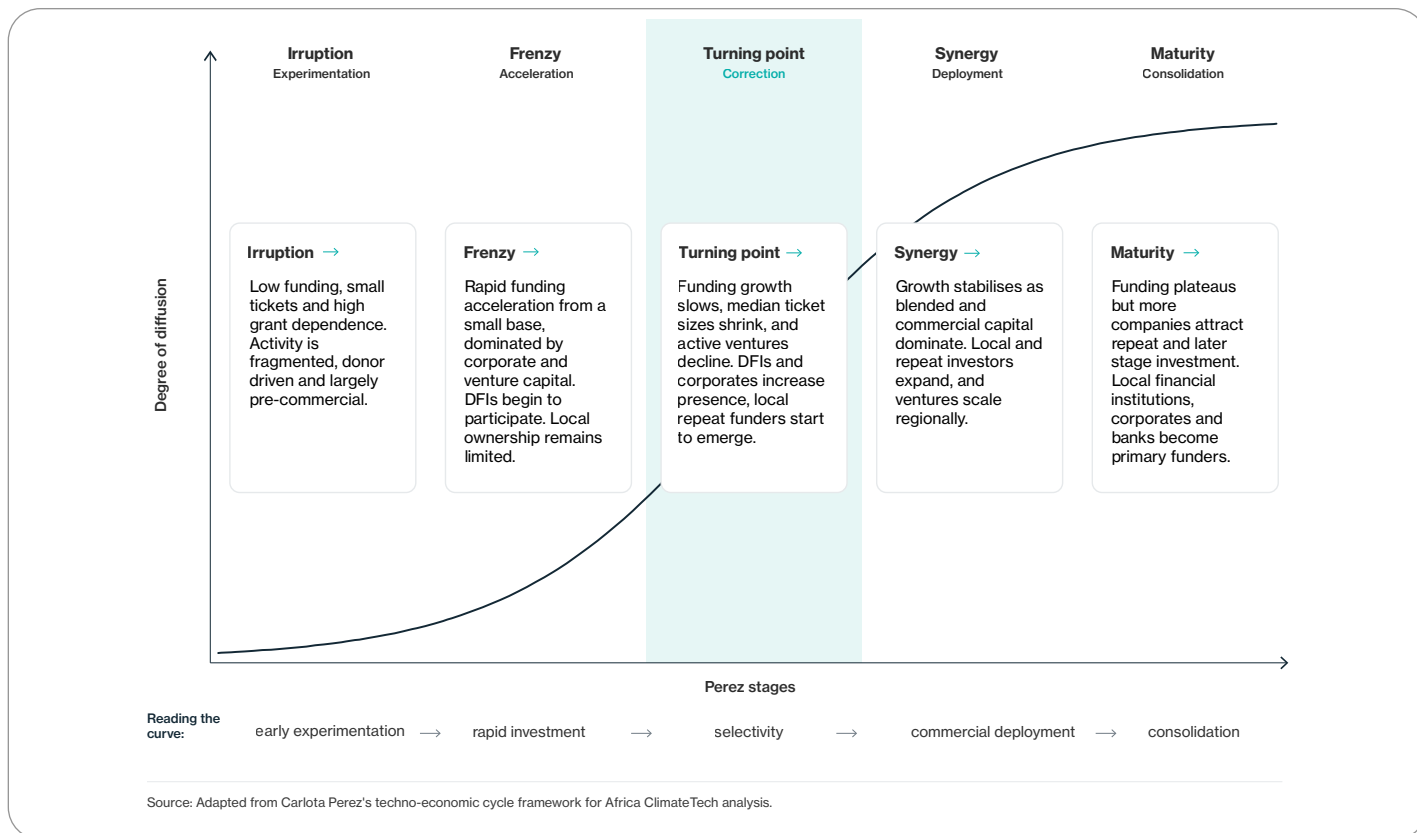 Irruption
Experimentation
Frenzy
Acceleration
Turning point
Correction
Synergy
Deployment
Maturity
Consolidation
Degree of diffusion
Irruption →
Low funding, small
tickets and high
grant dependence.
Activity is
fragmented, donor
driven and largely
pre-commercial.
Frenzy →
Rapid funding
acceleration from a
small base,
dominated by
corporate and
venture capital.
DFIs begin to
participate. Local
ownership remains
limited.
Turning point →
Funding growth
slows, median ticket
sizes shrink, and
active ventures
decline. DFIs and
corporates increase
presence, local
repeat funders start
to emerge.
Synergy →
Growth stabilises as
blended and
commercial capital
dominate. Local and
repeat investors
expand, and
ventures scale
regionally.
Maturity →
Funding plateaus
but more
companies attract
repeat and later
stage investment.
Local financial
institutions,
corporates and
banks become
primary funders.
Perez stages
Reading the
curve:
early experimentation → rapid investment → selectivity → commercial deployment → consolidation
Source: Adapted from Carlota Perez's techno-economic cycle framework for Africa ClimateTech analysis.